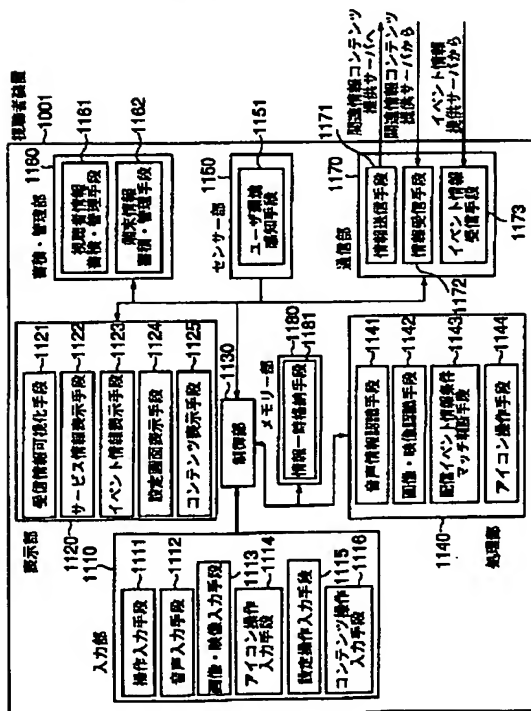 視聴者装置
1001
入力部
1110
操作入力手段
1111
音声入力手段
1112
画像・映像入力手段
1113
アイコン操作
入力手段
1114
設定操作入力手段
1115
コンテンツ操作
入力手段
1116
表示部
1120
受信情報可視化手段
1121
サービス情報表示手段
1122
イベント情報表示手段
1123
設定画面表示手段
1124
コンテンツ表示手段
1125
制御部
1130
メモリー部
1180
情報一時格納手段
1181
処理部
1140
音声情報認識手段
1141
画像・映像認識手段
1142
配信イベント情報条件
マッチ判断手段
1143
アイコン操作手段
1144
蓄積・管理部
1160
視聴者情報
蓄積・管理手段
1161
端末情報
蓄積・管理手段
1162
センサー部
1150
ユーザ環境
感知手段
1151
通信部
1170
情報送信手段
1171
情報受信手段
1172
イベント情報
受信手段
1173
関連情報コンテンツ
提供サーバへ
関連情報コンテンツ
提供サーバから
イベント情報
提供サーバから